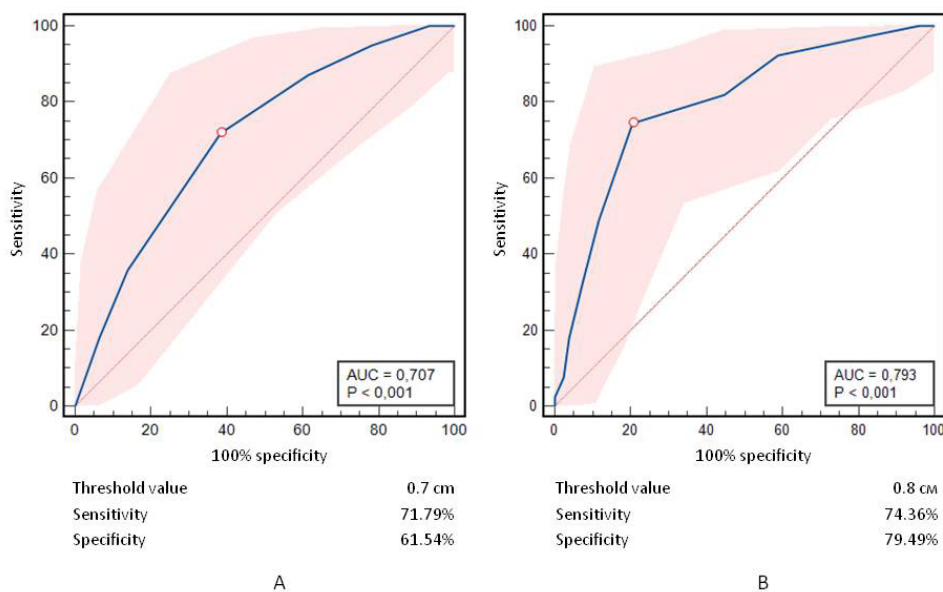 100
80
60
40
20
0
Sensitivity
AUC = 0,707
P < 0,001
0 20 40 60 80 100
100% specificity
Threshold value 0.7 cm
Sensitivity 71.79%
Specificity 61.54%
A
100
80
60
40
20
0
Sensitivity
AUC = 0,793
P < 0,001
0 20 40 60 80 100
100% specificity
Threshold value 0.8 см
Sensitivity 74.36%
Specificity 79.49%
B